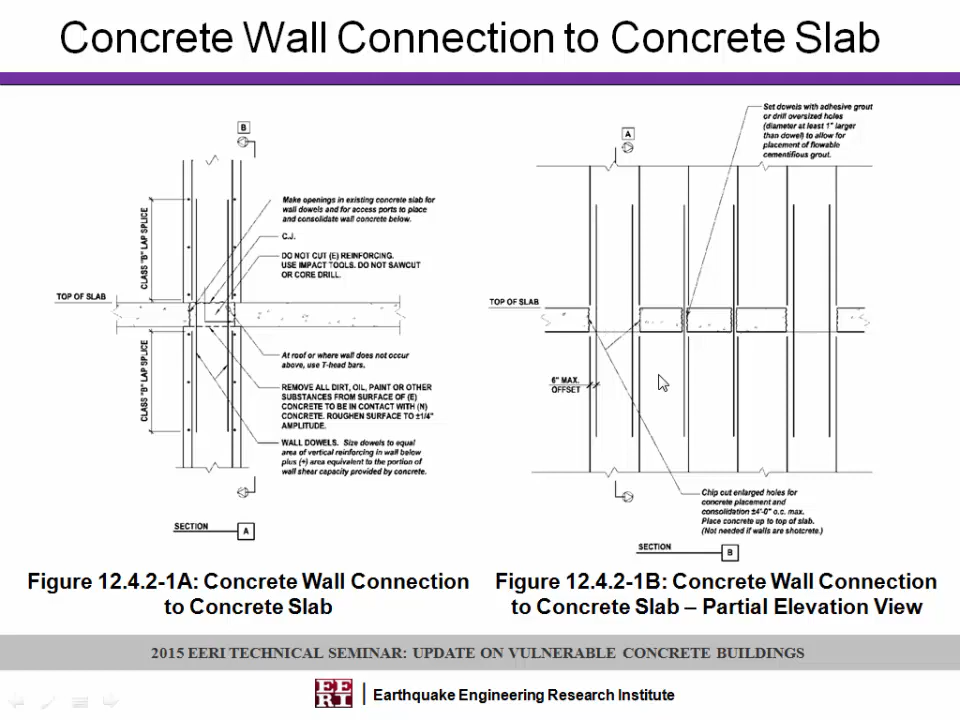 Concrete Wall Connection to Concrete Slab
B
CLASS "B" LAP SPLICE
Make openings in existing concrete slab for
wall dowels and for access ports to place
and consolidate wall concrete below.
C.J.
DO NOT CUT (E) REINFORCING.
USE IMPACT TOOLS. DO NOT SAWCUT
OR CORE DRILL.
TOP OF SLAB
CLASS "B" LAP SPLICE
At roof or where wall does not occur
above, use T-head bars.
REMOVE ALL DIRT, OIL, PAINT OR OTHER
SUBSTANCES FROM SURFACE OF (E)
CONCRETE TO BE IN CONTACT WITH (N)
CONCRETE. ROUGHEN SURFACE TO ±1/4"
AMPLITUDE.
WALL DOWELS. Size dowels to equal
area of vertical reinforcing in wall below
plus (+) area equivalent to the portion of
wall shear capacity provided by concrete.
SECTION A
Figure 12.4.2-1A: Concrete Wall Connection
to Concrete Slab
A
Set dowels with adhesive grout
or drill oversized holes
(diameter at least 1" larger
than dowel) to allow for
placement of flowable
cementitious grout.
TOP OF SLAB
6" MAX.
OFFSET
Chip cut enlarged holes for
concrete placement and
consolidation ±4'-0" o.c. max.
Place concrete up to top of slab.
(Not needed if walls are shotcrete.)
SECTION B
Figure 12.4.2-1B: Concrete Wall Connection
to Concrete Slab – Partial Elevation View
2015 EERI TECHNICAL SEMINAR: UPDATE ON VULNERABLE CONCRETE BUILDINGS
EE
RI
Earthquake Engineering Research Institute